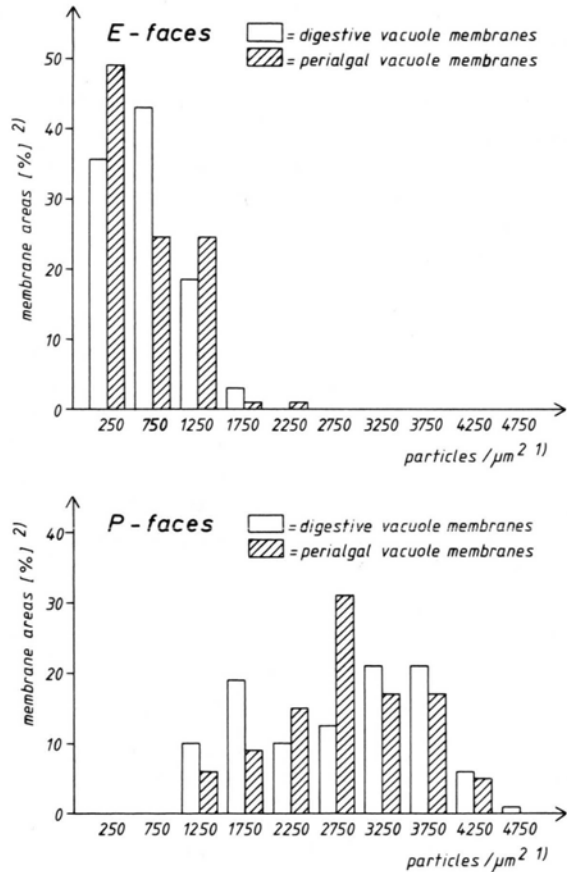 E-faces
= digestive vacuole membranes
= perialgal vacuole membranes
membrane areas [%] 2)
50
40
30
20
10
0
250 750 1250 1750 2250 2750 3250 3750 4250 4750
particles /µm² 1)
P-faces
= digestive vacuole membranes
= perialgal vacuole membranes
membrane areas [%] 2)
40
30
20
10
0
250 750 1250 1750 2250 2750 3250 3750 4250 4750
particles /µm² 1)